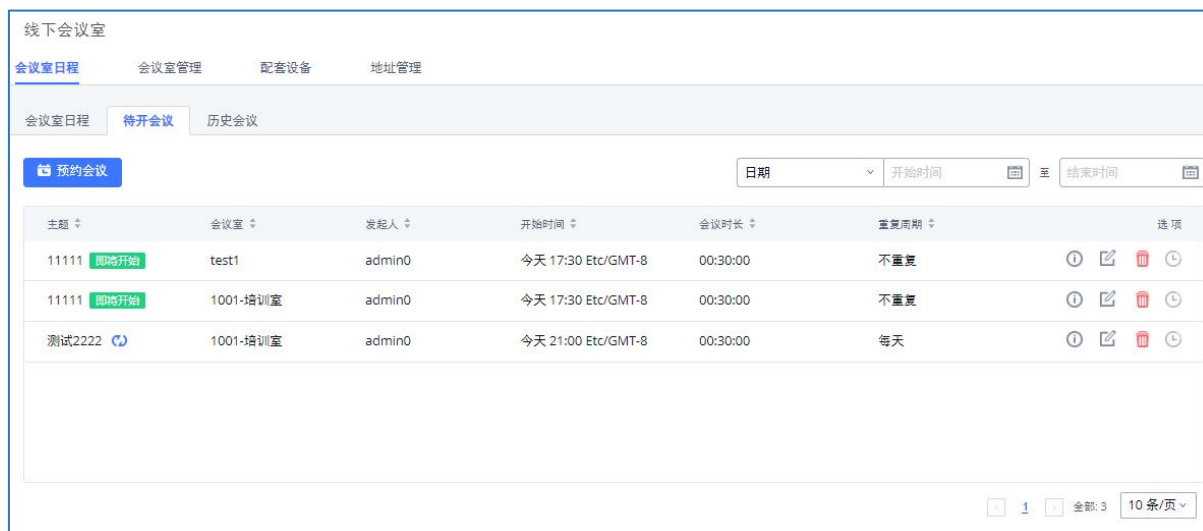 线下会议室
会议室日程 会议室管理 配套设备 地址管理
会议室日程 待开会议 历史会议
预约会议 日期 开始时间 至 结束时间
主题 会议室 发起人 开始时间 会议时长 重复周期 选项
11111 即将开始 test1 admin0 今天 17:30 Etc/GMT-8 00:30:00 不重复
11111 即将开始 1001-培训室 admin0 今天 17:30 Etc/GMT-8 00:30:00 不重复
测试2222 1001-培训室 admin0 今天 21:00 Etc/GMT-8 00:30:00 每天
1 全部: 3 10 条/页